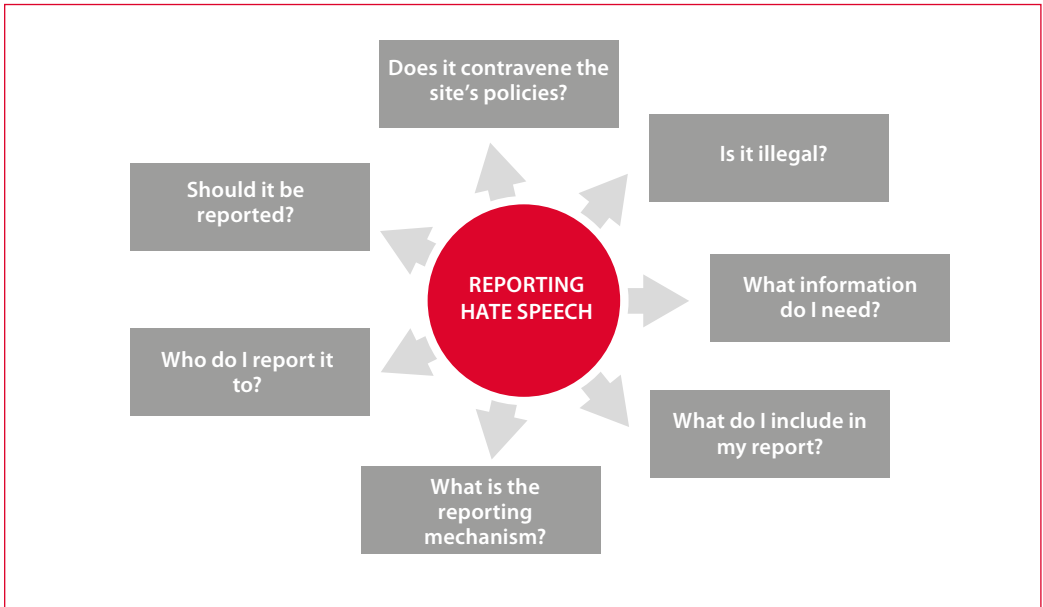 Does it contravene the
site's policies?
Is it illegal?
Should it be
reported?
REPORTING
HATE SPEECH
What information
do I need?
Who do I report it
to?
What do I include in
my report?
What is the
reporting
mechanism?